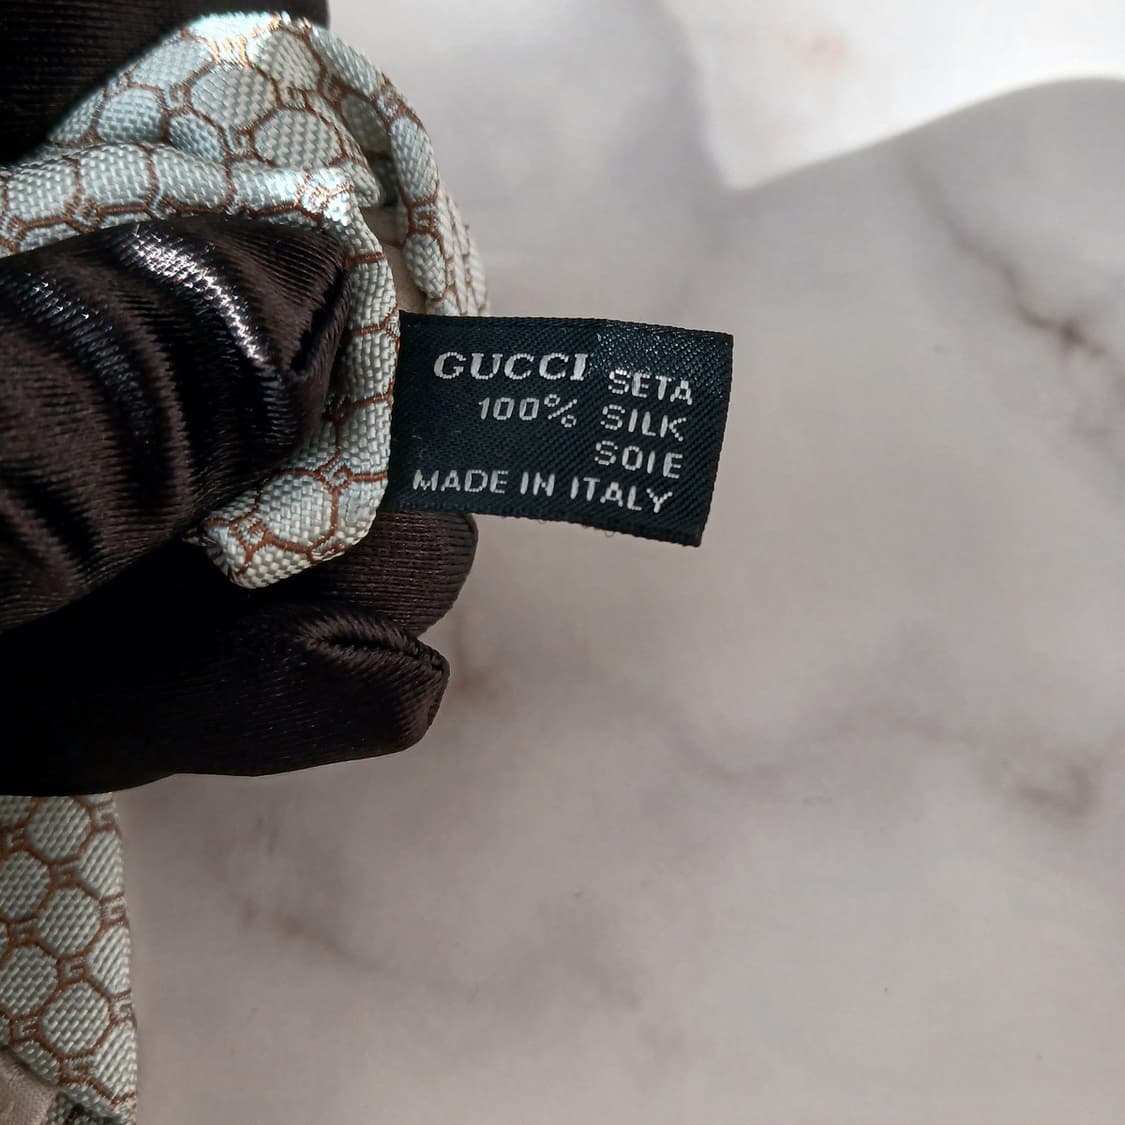 GUCCI SETA
100% SILK
SOIE
MADE IN ITALY